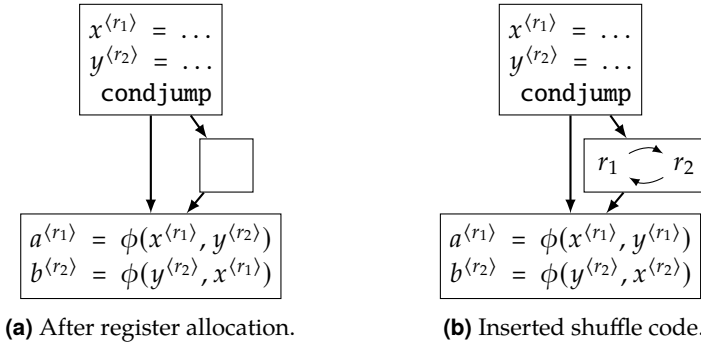 x⟨r₁⟩ = ...
y⟨r₂⟩ = ...
condjump
a⟨r₁⟩ = ϕ(x⟨r₁⟩, y⟨r₂⟩)
b⟨r₂⟩ = ϕ(y⟨r₂⟩, x⟨r₁⟩)
(a) After register allocation.
x⟨r₁⟩ = ...
y⟨r₂⟩ = ...
condjump
r₁ r₂
a⟨r₁⟩ = ϕ(x⟨r₁⟩, y⟨r₁⟩)
b⟨r₂⟩ = ϕ(y⟨r₂⟩, x⟨r₂⟩)
(b) Inserted shuffle code.